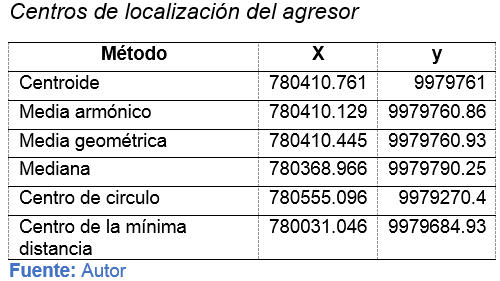 Centros de localización del agresor
Método X y
Centroide 780410.761 9979761
Media armónico 780410.129 9979760.86
Media geométrica 780410.445 9979760.93
Mediana 780368.966 9979790.25
Centro de circulo 780555.096 9979270.4
Centro de la mínima distancia 780031.046 9979684.93
Fuente: Autor